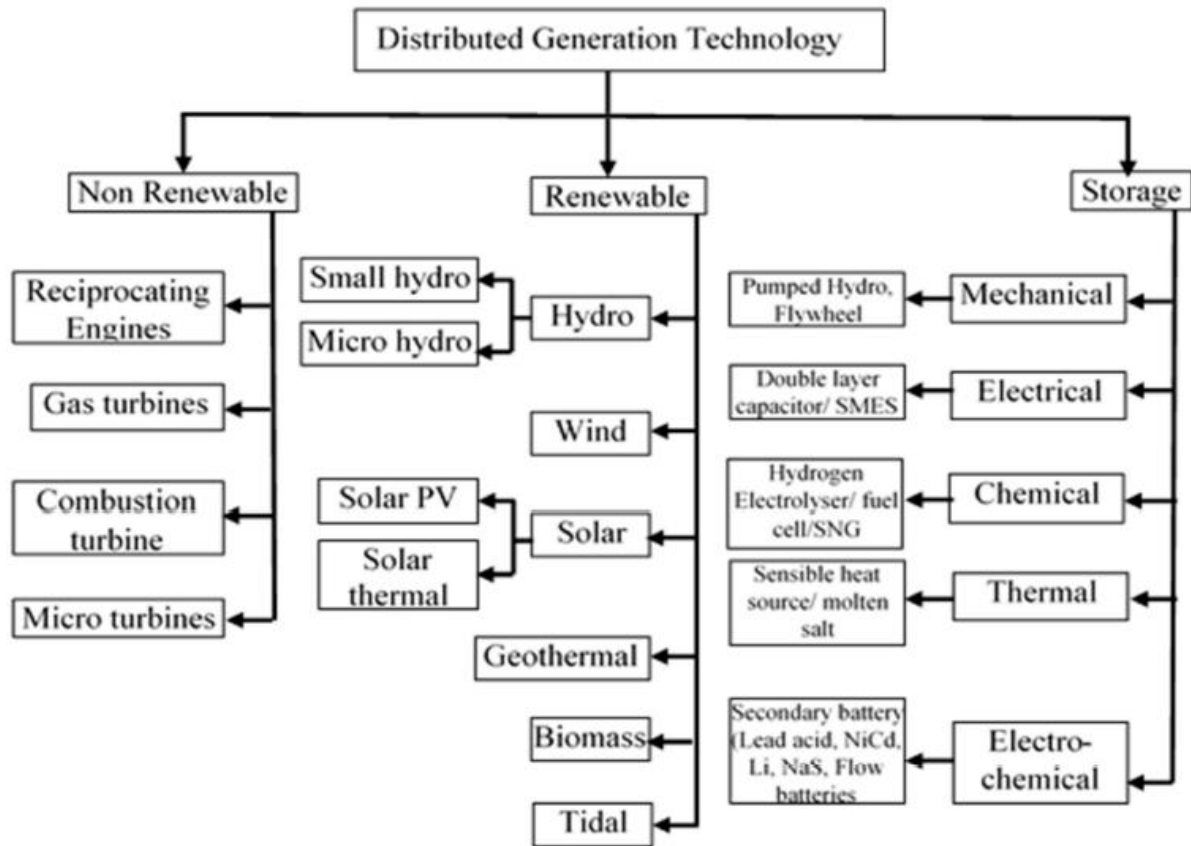 Distributed Generation Technology
Non Renewable
Reciprocating
Engines
Gas turbines
Combustion
turbine
Micro turbines
Renewable
Hydro
Small hydro
Micro hydro
Wind
Solar
Solar PV
Solar
thermal
Geothermal
Biomass
Tidal
Storage
Mechanical
Pumped Hydro,
Flywheel
Electrical
Double layer
capacitor/ SMES
Chemical
Hydrogen
Electrolyser/ fuel
cell/SNG
Thermal
Sensible heat
source/ molten
salt
Electro-
chemical
Secondary battery
(Lead acid, NiCd,
Li, NaS, Flow
batteries